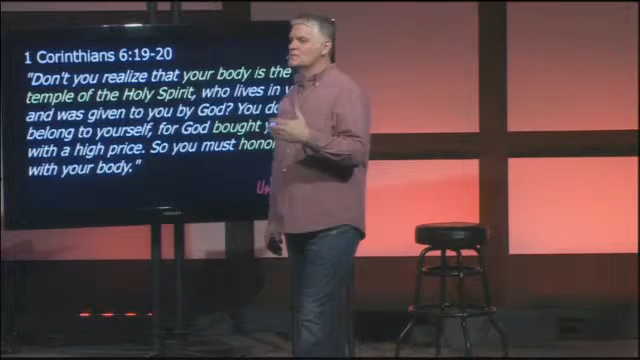 1 Corinthians 6:19-20
"Don't you realize that your body is the
temple of the Holy Spirit, who lives in
and was given to you by God? You
belong to yourself, for God bought
with a high price. So you must
with your body."